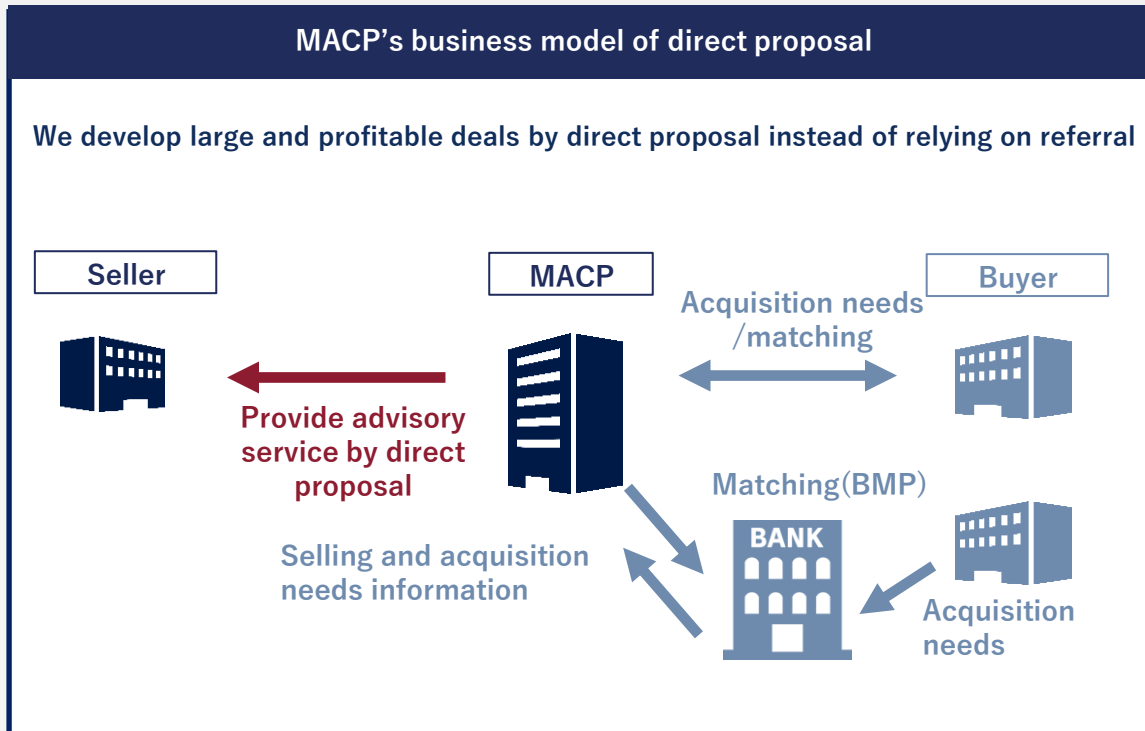 MACP’s business model of direct proposal
We develop large and profitable deals by direct proposal instead of relying on referral
Seller
MACP
Buyer
Acquisition needs
/matching
Provide advisory
service by direct
proposal
Matching(BMP)
BANK
Selling and acquisition
needs information
Acquisition
needs